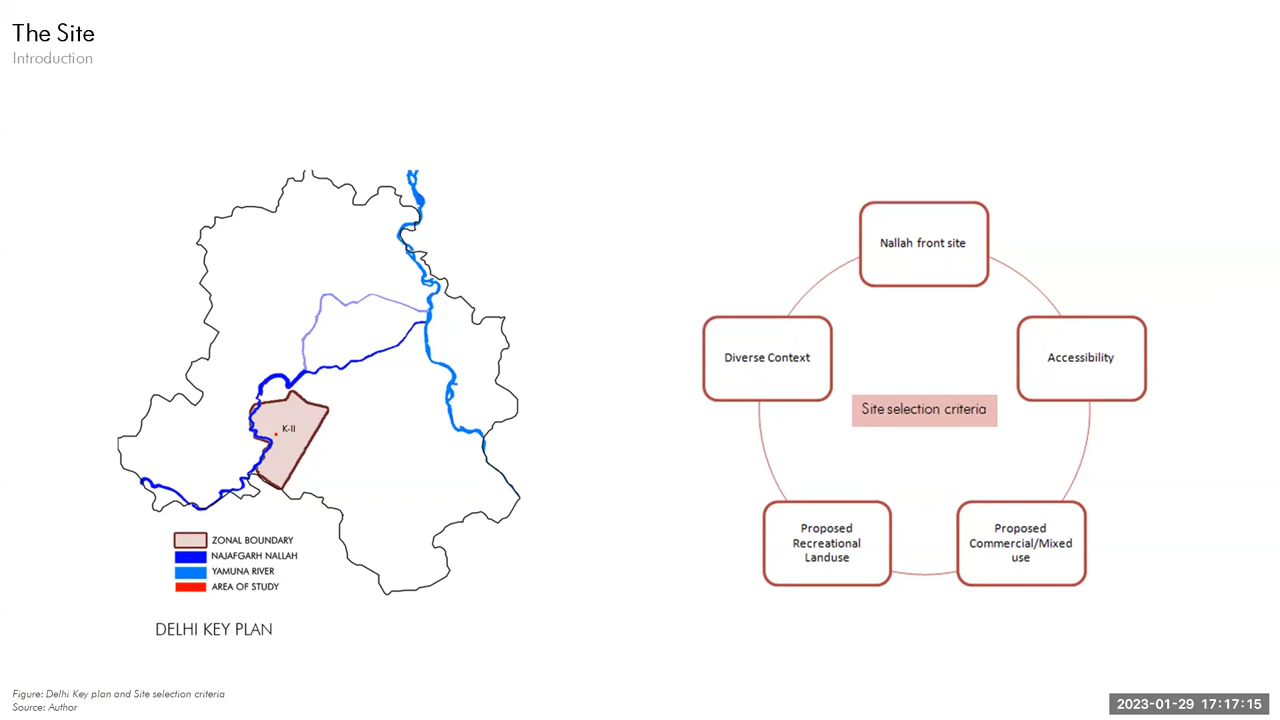 The Site
Introduction
K-II
ZONAL BOUNDARY
NAJAFGARH NALLAH
YAMUNA RIVER
AREA OF STUDY
DELHI KEY PLAN
Nallah front site
Diverse Context
Accessibility
Site selection criteria
Proposed
Recreational
Landuse
Proposed
Commercial/Mixed
use
Figure: Delhi Key plan and Site selection criteria
Source: Author
2023-01-29 17:17:15